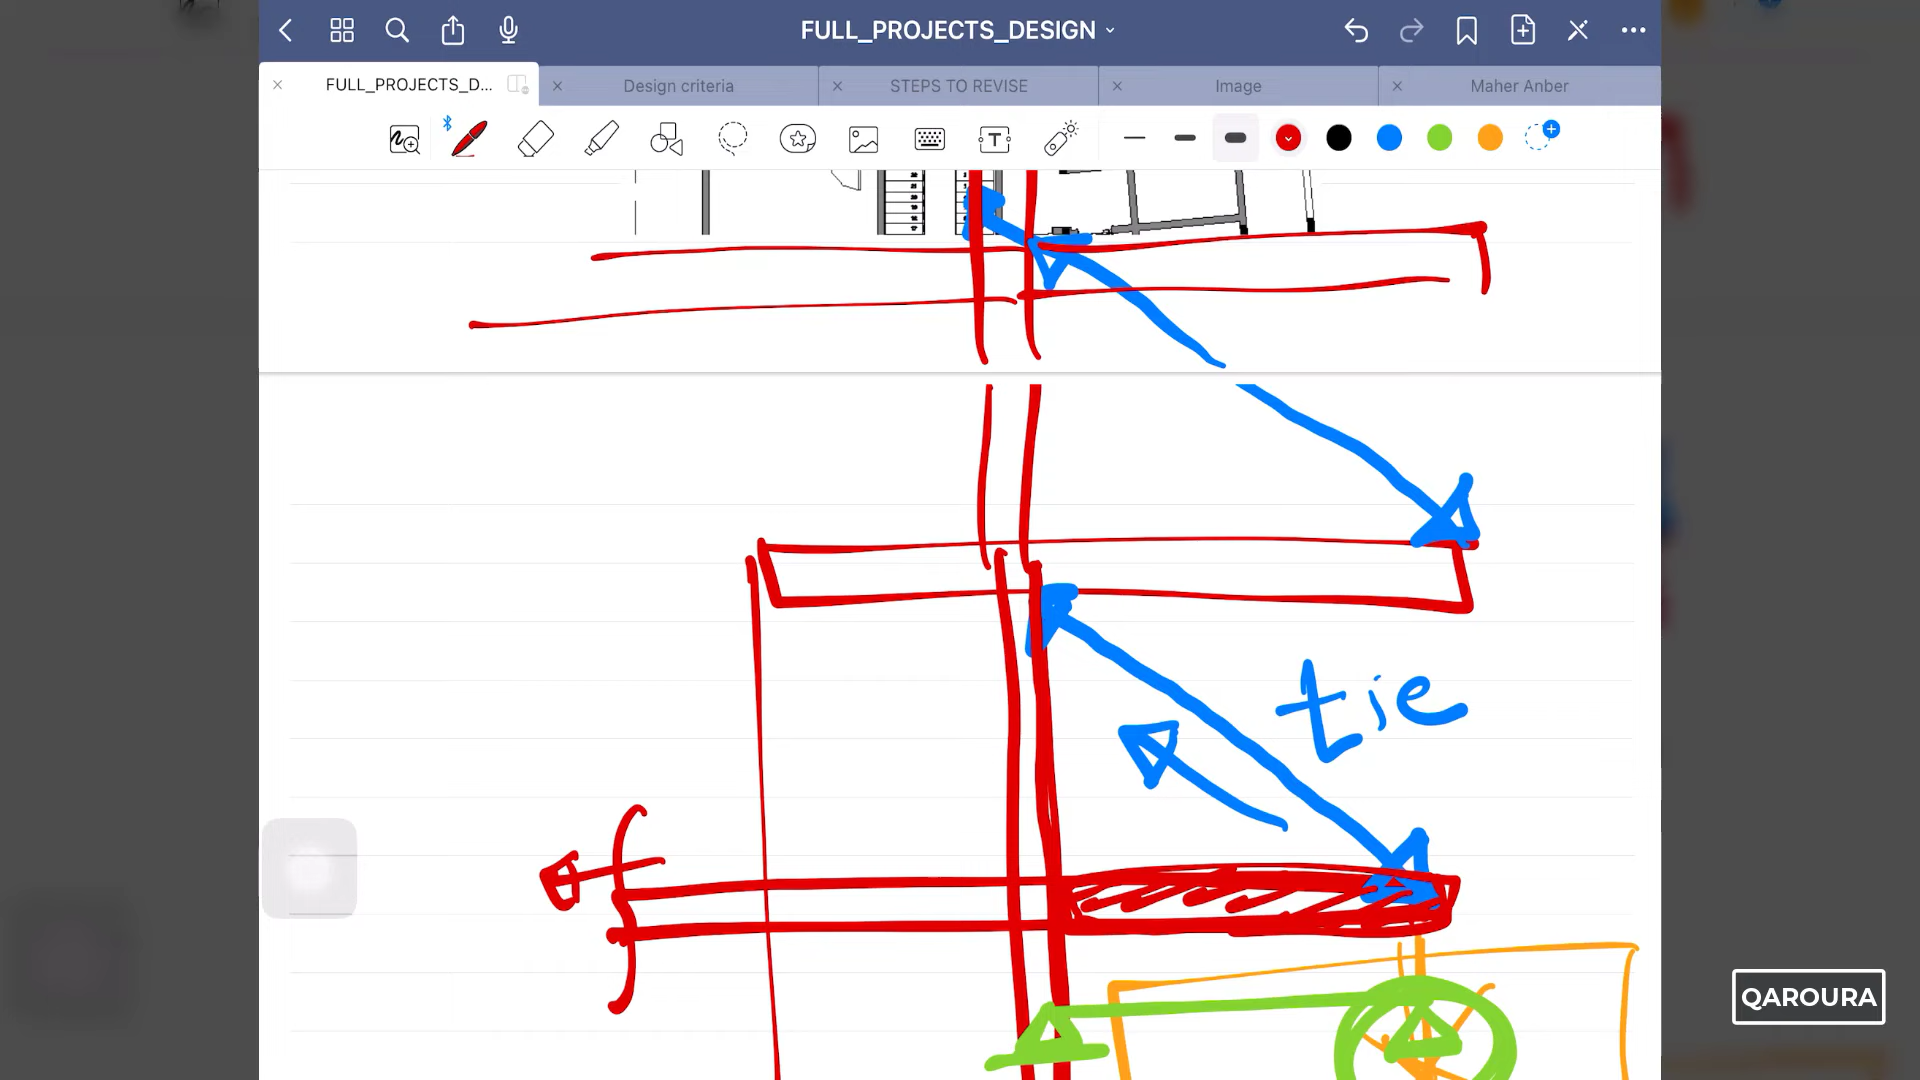 FULL_PROJECTS_DESIGN
FULL_PROJECTS_D...
Design criteria
STEPS TO REVISE
Image
Maher Anber
T
tie
QAROURA